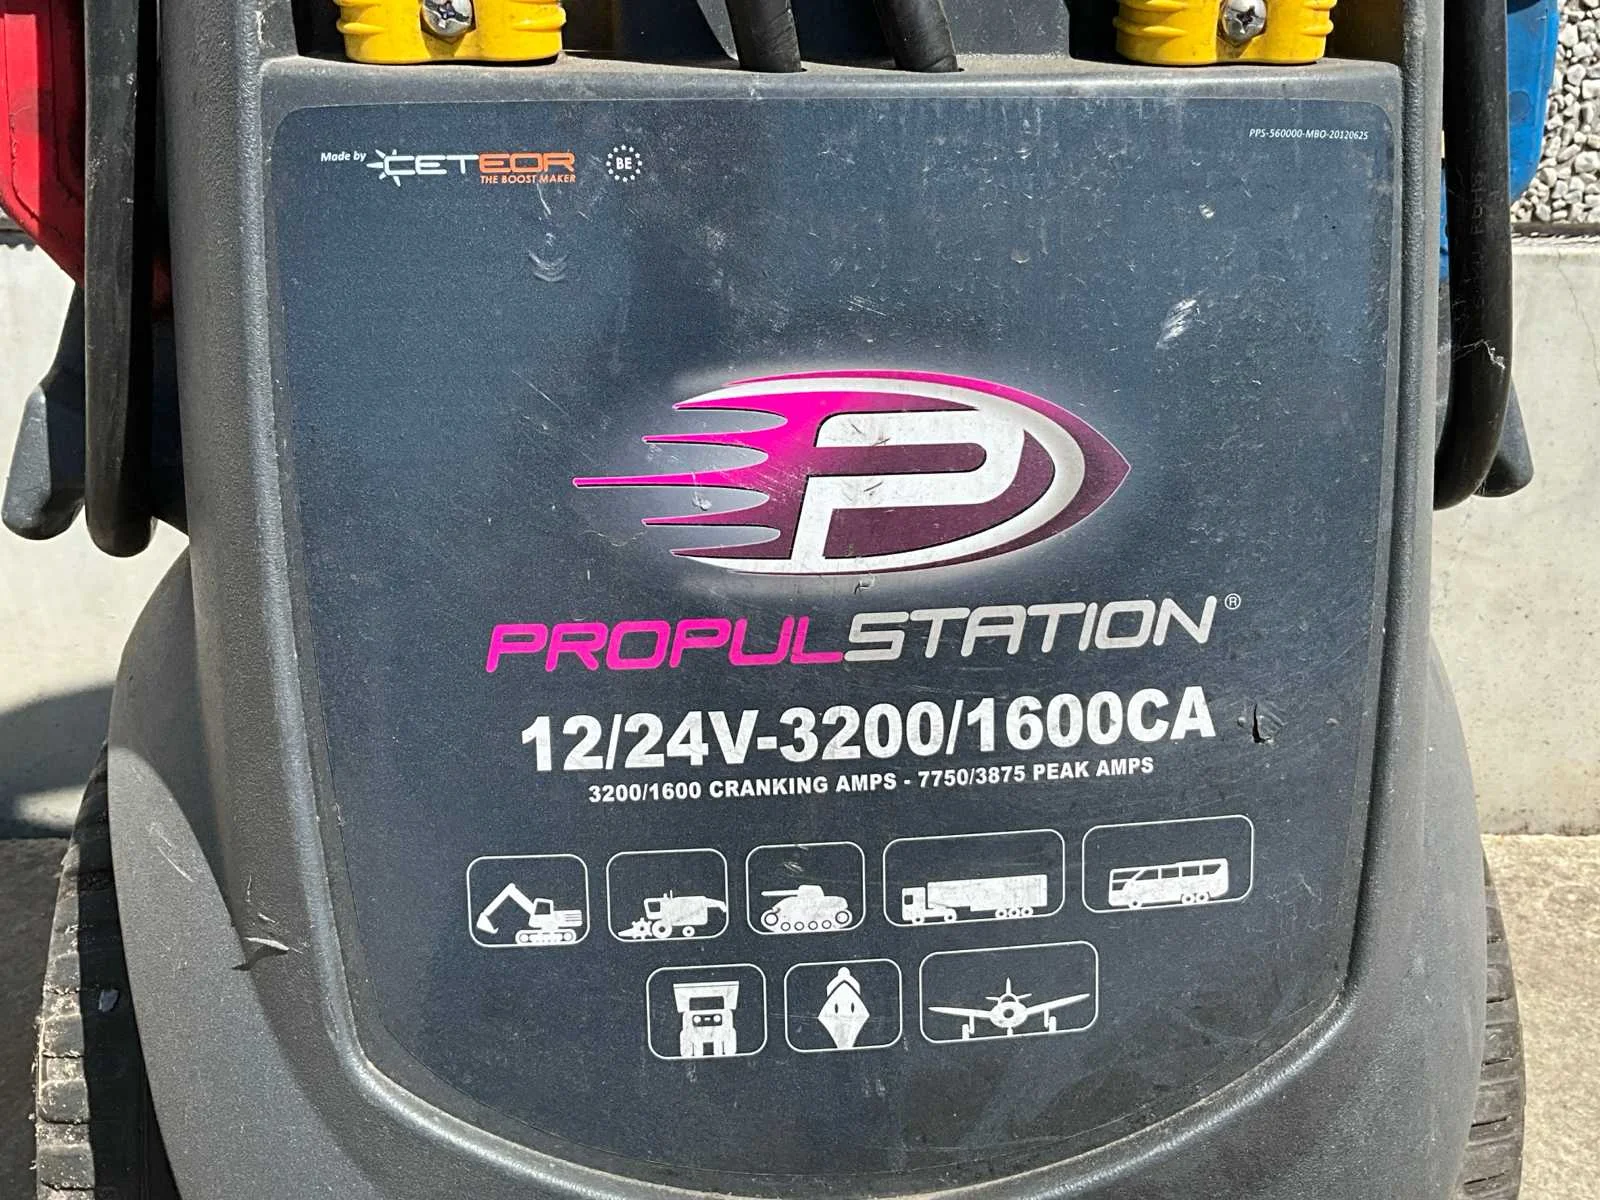 PPS-560000-MBO-20120625
Made by CETEOR BE
THE BOOST MAKER
P
PROPULSTATION®
12/24V-3200/1600CA
3200/1600 CRANKING AMPS - 7750/3875 PEAK AMPS